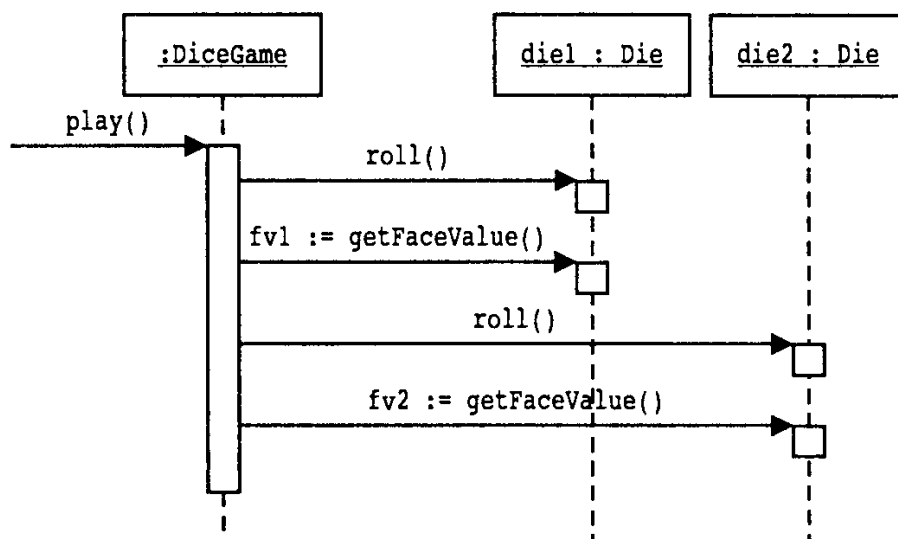 :DiceGame
die1 : Die
die2 : Die
play()
roll()
fv1 := getFaceValue()
roll()
fv2 := getFaceValue()